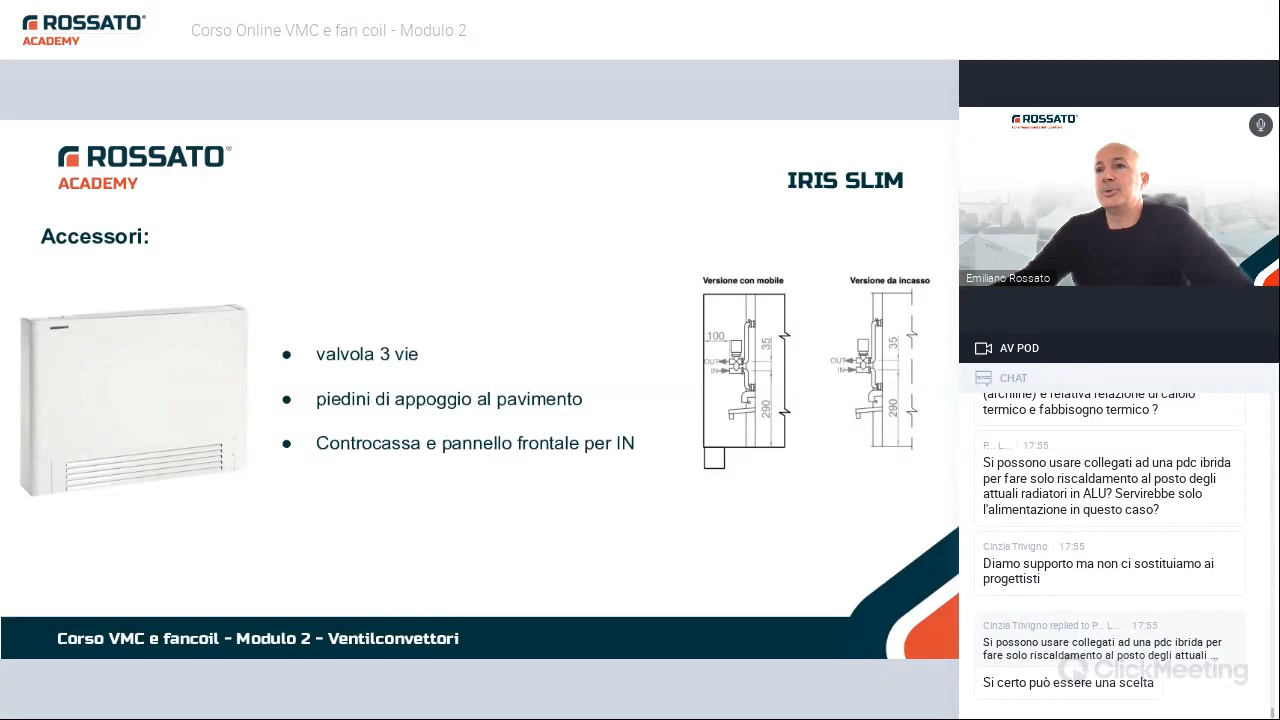 ROSSATO®
ACADEMY
Corso Online VMC e fan coil - Modulo 2
ROSSATO®
ACADEMY
IRIS SLIM
Accessori:
● valvola 3 vie
● piedini di appoggio al pavimento
● Controcassa e pannello frontale per IN
Versione con mobile
100
OUT
IN
35
290
Versione da incasso
OUT
IN
35
290
Corso VMC e fancoil - Modulo 2 - Ventilconvettori
ROSSATO®
Emiliano Rossato
AV POD
CHAT
(archline) e relativa relazione di calolo
termico e fabbisogno termico ?
P... L... 17:55
Si possono usare collegati ad una pdc ibrida
per fare solo riscaldamento al posto degli
attuali radiatori in ALU? Servirebbe solo
l'alimentazione in questo caso?
Cinzia Trivigno 17:55
Diamo supporto ma non ci sostituiamo ai
progettisti
Cinzia Trivigno replied to P... L... 17:55
Si possono usare collegati ad una pdc ibrida per
fare solo riscaldamento al posto degli attuali ...
ClickMeeting
Si certo può essere una scelta